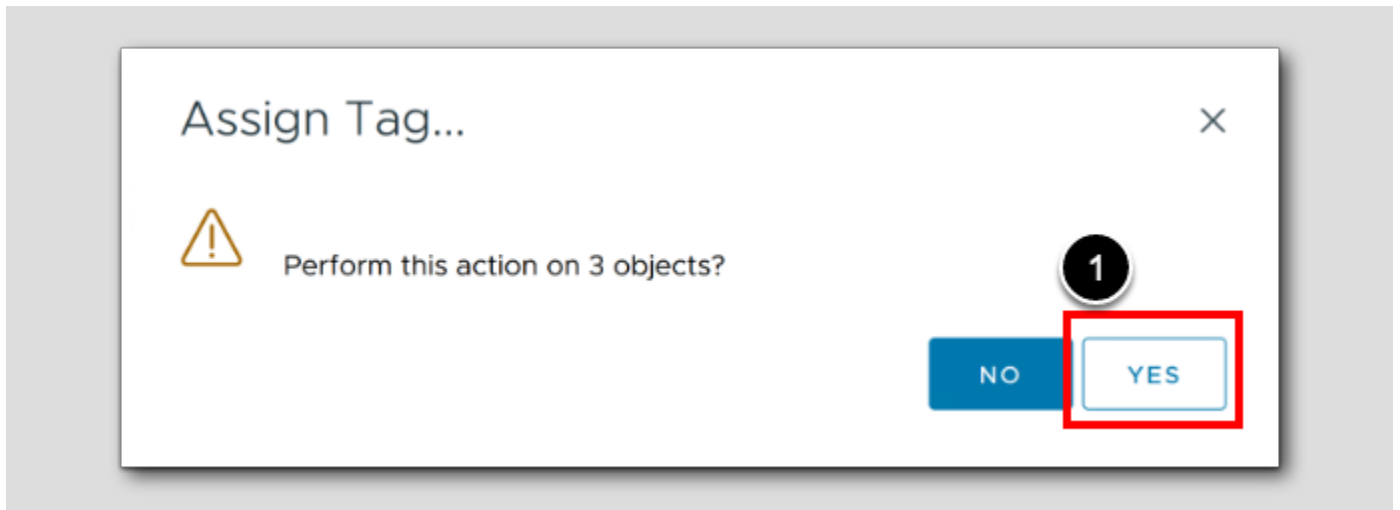 Assign Tag...
Perform this action on 3 objects?
1
NO
YES